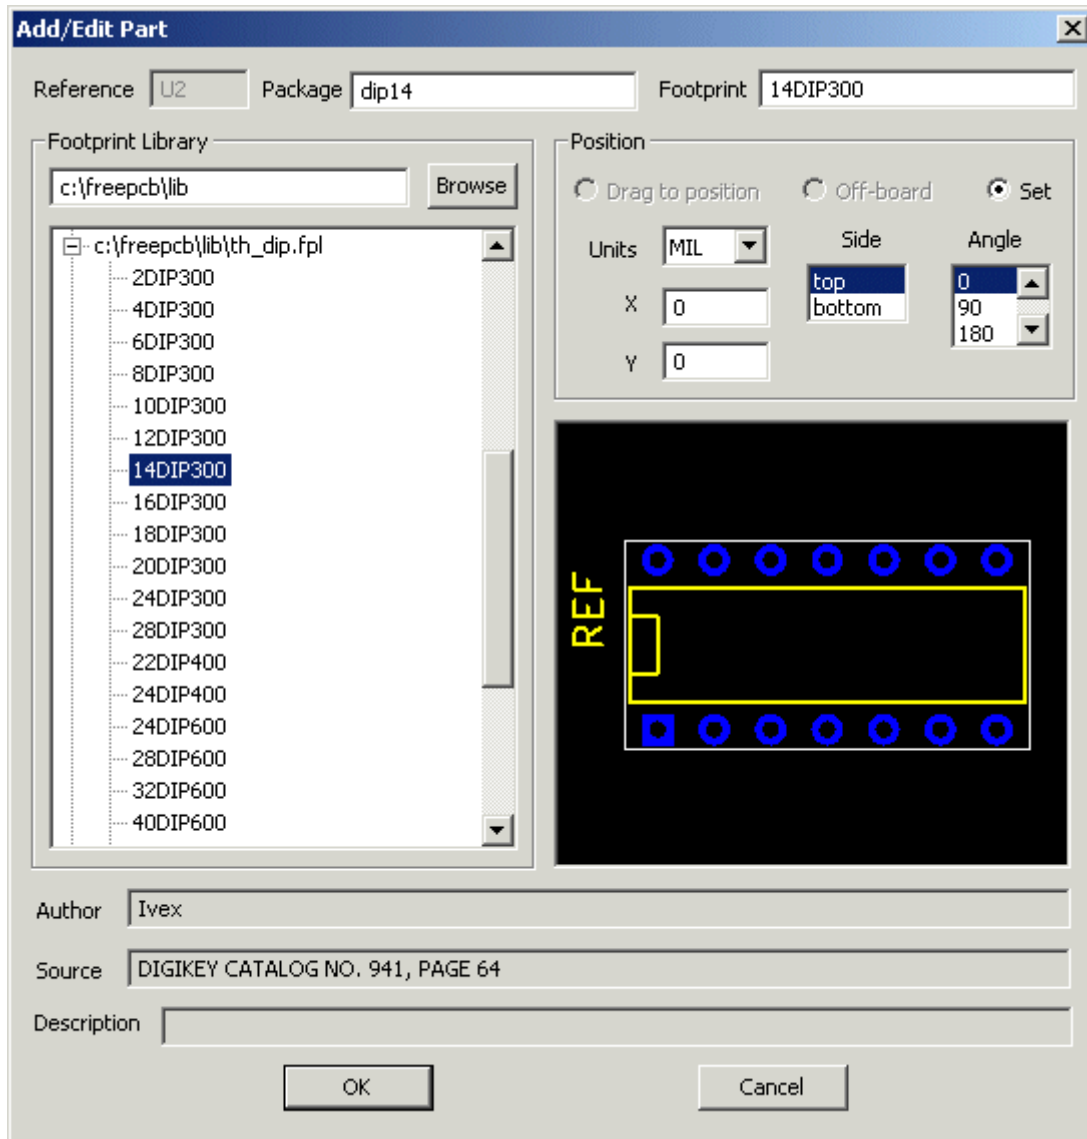 Add/Edit Part
Reference U2 Package dip14 Footprint 14DIP300
Footprint Library
c:\freepcb\lib Browse
c:\freepcb\lib\th_dip.fpl
2DIP300
4DIP300
6DIP300
8DIP300
10DIP300
12DIP300
14DIP300
16DIP300
18DIP300
20DIP300
24DIP300
28DIP300
22DIP400
24DIP400
24DIP600
28DIP600
32DIP600
40DIP600
Position
Drag to position Off-board Set
Units MIL Side Angle
X 0 top 0
bottom 90
Y 0 180
REF
Author Ivex
Source DIGIKEY CATALOG NO. 941, PAGE 64
Description
OK Cancel